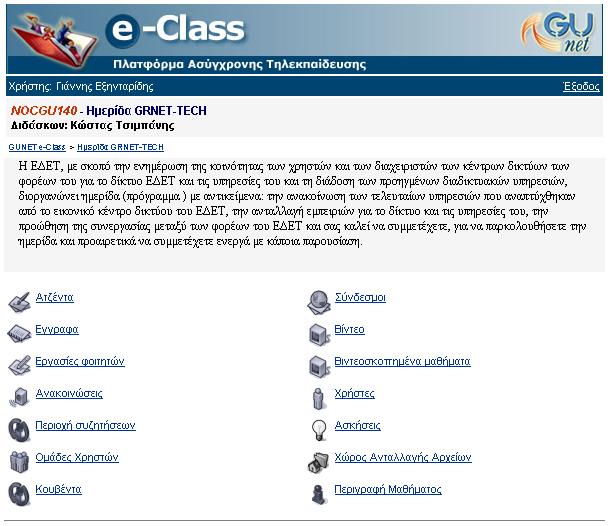 e-Class
GUnet
Πλατφόρμα Ασύγχρονης Τηλεκπαίδευσης
Χρήστης: Γιάννης Εξηνταρίδης
Έξοδος
NOCGU140 - Ημερίδα GRNET-TECH
Διδάσκων: Κώστας Τσιμπάνης
GUNET e-Class > Ημερίδα GRNET-TECH
Η ΕΔΕΤ, με σκοπό την ενημέρωση της κοινότητας των χρηστών και των διαχειριστών των κέντρων δικτύων των
φορέων του για το δίκτυο ΕΔΕΤ και τις υπηρεσίες του και τη διάδοση των προηγμένων διαδικτυακών υπηρεσιών,
διοργανώνει ημερίδα (πρόγραμμα ) με αντικείμενα: την ανακοίνωση των τελευταίων υπηρεσιών που αναπτύχθηκαν
από το εικονικό κέντρο δικτύου του ΕΔΕΤ, την ανταλλαγή εμπειριών για το δίκτυο και τις υπηρεσίες του, την
προώθηση της συνεργασίας μεταξύ των φορέων του ΕΔΕΤ και σας καλεί να συμμετέχετε, για να παρκολουθήσετε την
ημερίδα και προαιρετικά να συμμετέχετε ενεργά με κάποια παρουσίαση.
Ατζέντα
Σύνδεσμοι
Εγγραφα
Βίντεο
Εργασίες φοιτητών
Βιντεοσκοπημένα μαθήματα
Ανακοινώσεις
Χρήστες
Περιοχή συζητήσεων
Ασκήσεις
Ομάδες Χρηστών
Χώρος Ανταλλαγής Αρχείων
Κουβέντα
Περιγραφή Μαθήματος